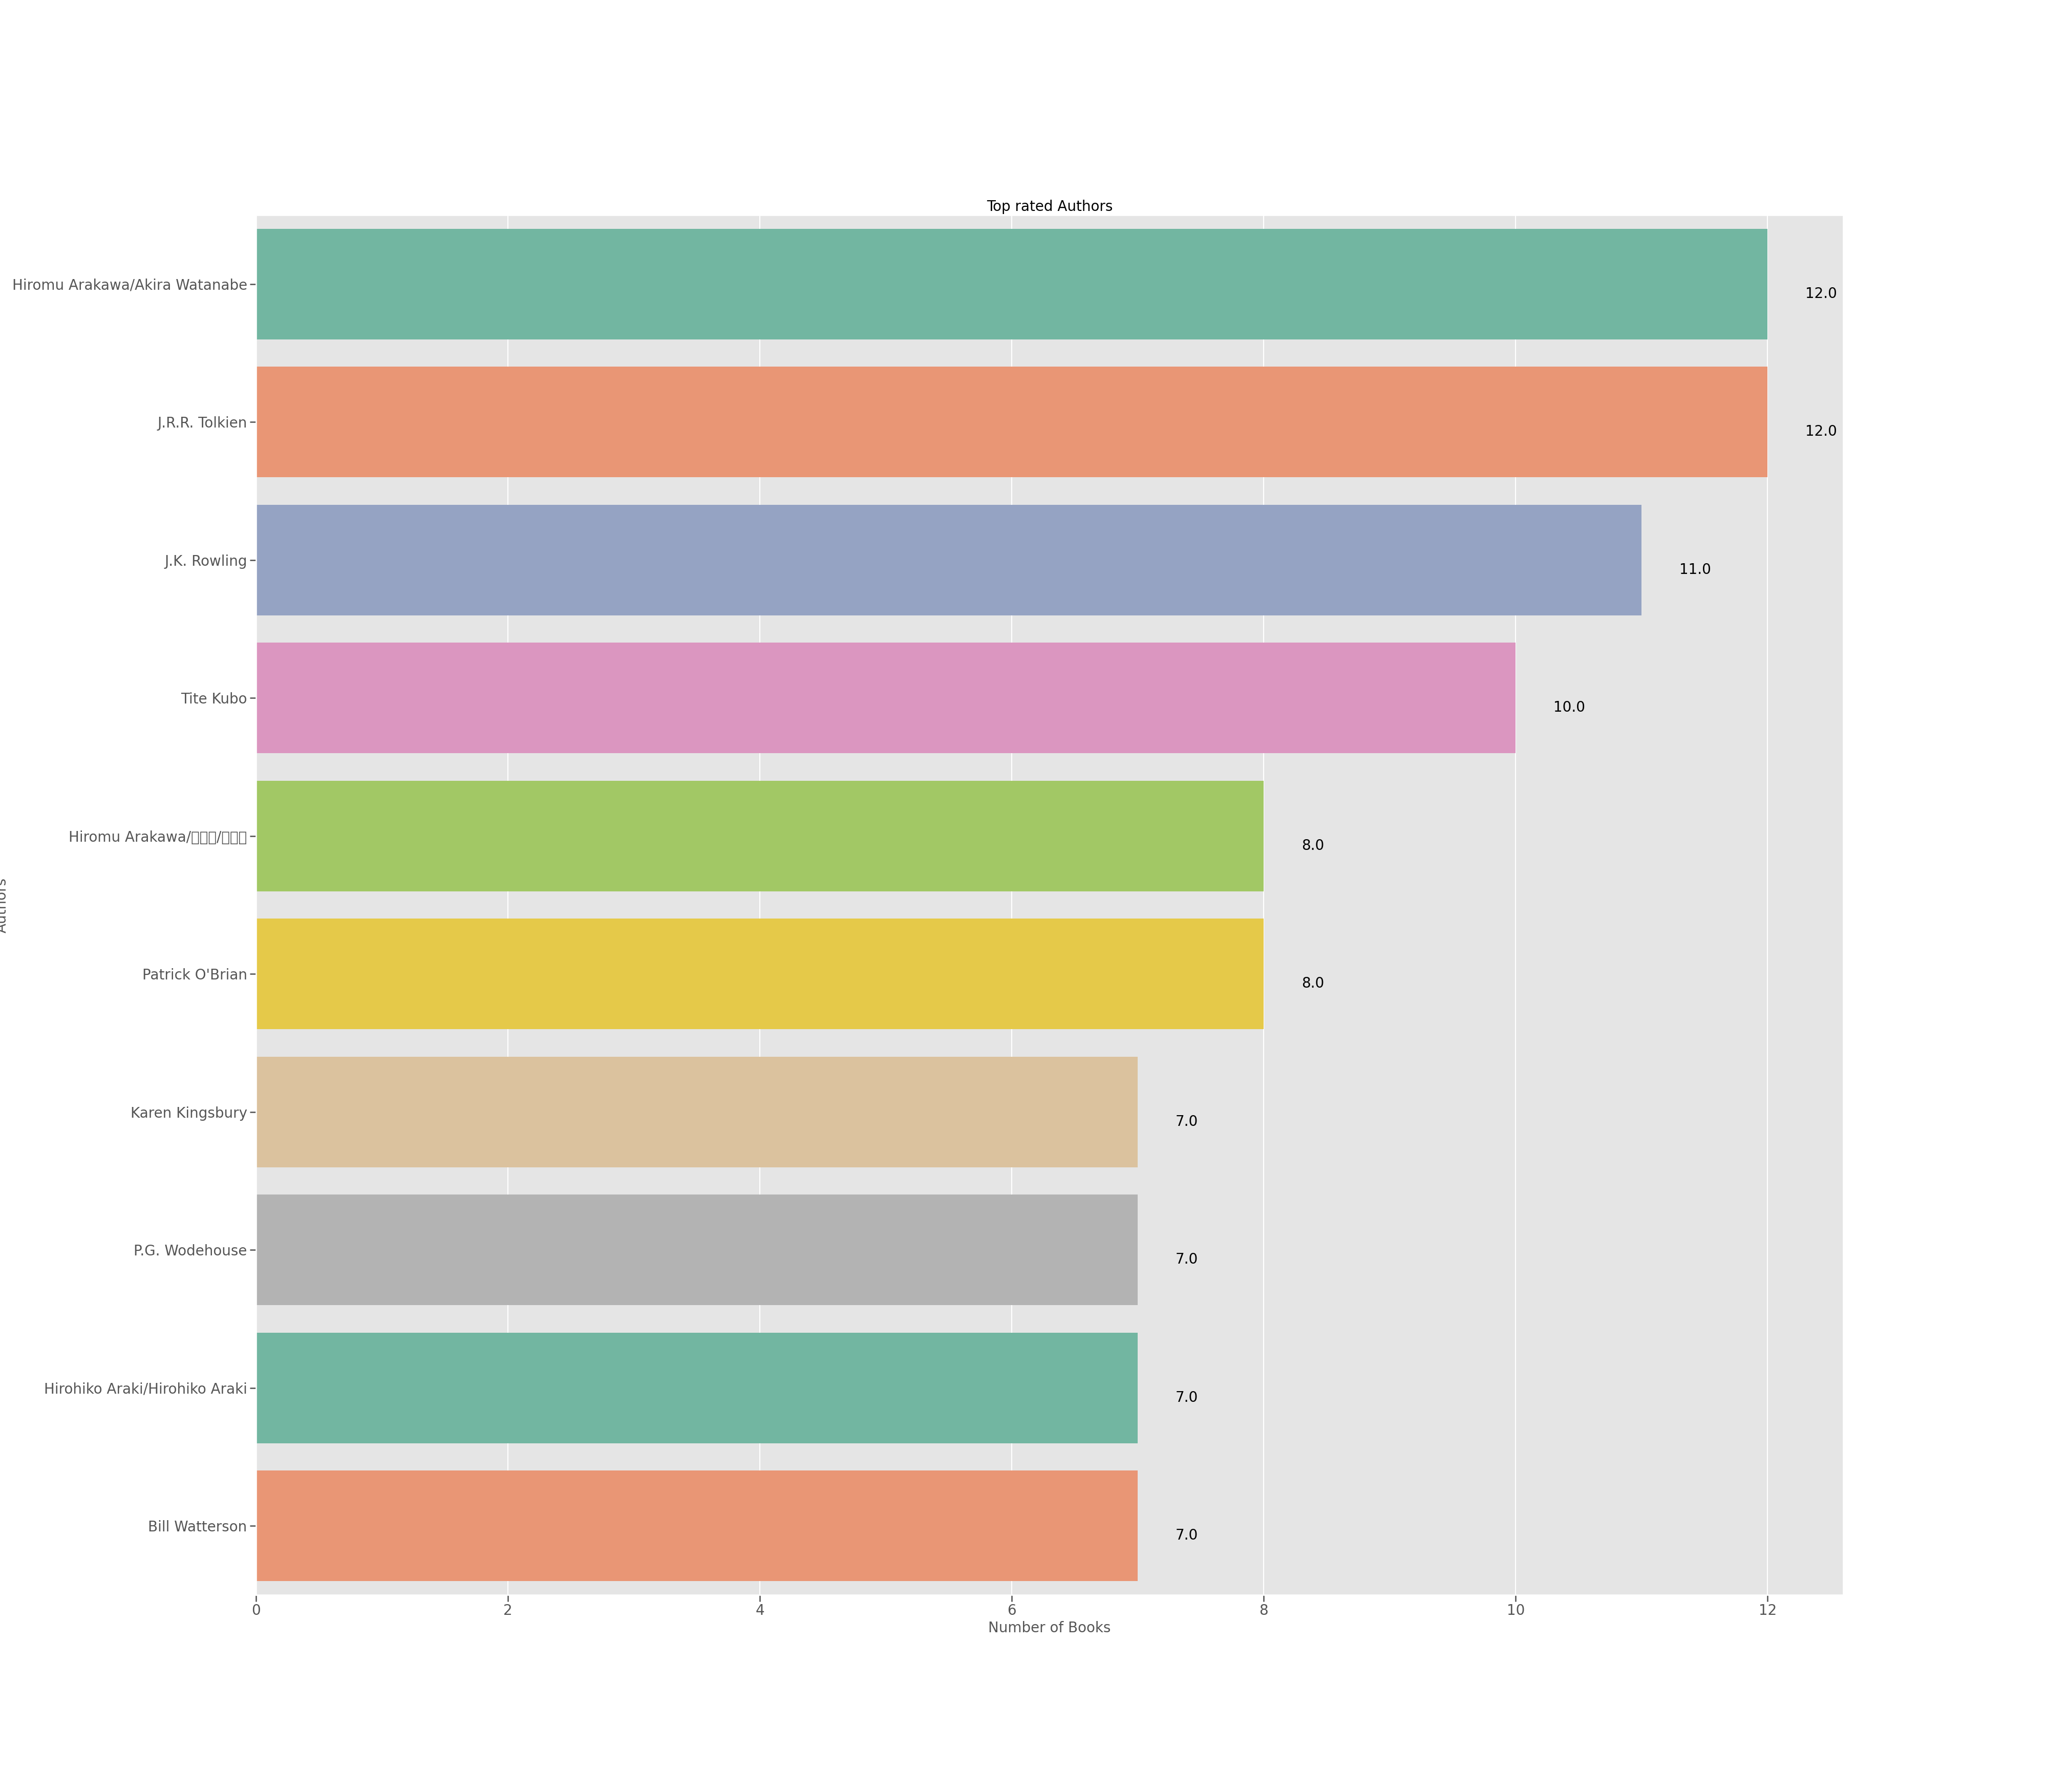 Top rated Authors
Hiromu Arakawa/Akira Watanabe
12.0
J.R.R. Tolkien
12.0
J.K. Rowling
11.0
Tite Kubo
10.0
Hiromu Arakawa/□□□/□□□
8.0
Patrick O'Brian
8.0
Karen Kingsbury
7.0
P.G. Wodehouse
7.0
Hirohiko Araki/Hirohiko Araki
7.0
Bill Watterson
7.0
Authors
0 2 4 6 8 10 12
Number of Books